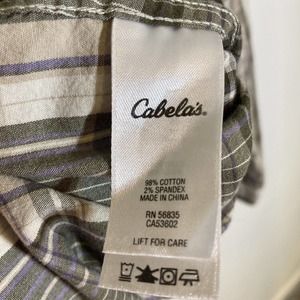 Cabela's
98% COTTON
2% SPANDEX
MADE IN CHINA
RN 56835
CA53602
LIFT FOR CARE